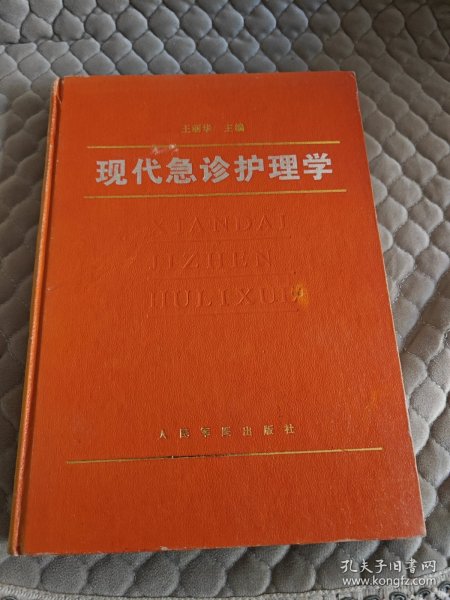 王丽华 主编
现代急诊护理学
XIANDAI
JIZHEN
HULIXUE
人民军医出版社
孔夫子旧书网
www.kongfz.com